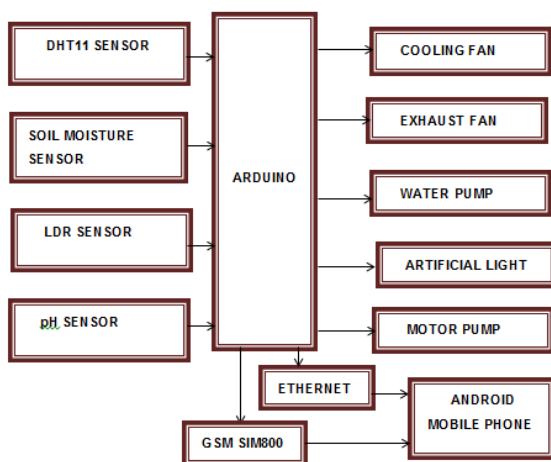 DHT11 SENSOR
SOIL MOISTURE
SENSOR
LDR SENSOR
pH SENSOR
ARDUINO
COOLING FAN
EXHAUST FAN
WATER PUMP
ARTIFICIAL LIGHT
MOTOR PUMP
ETHERNET
GSM SIM800
ANDROID
MOBILE PHONE